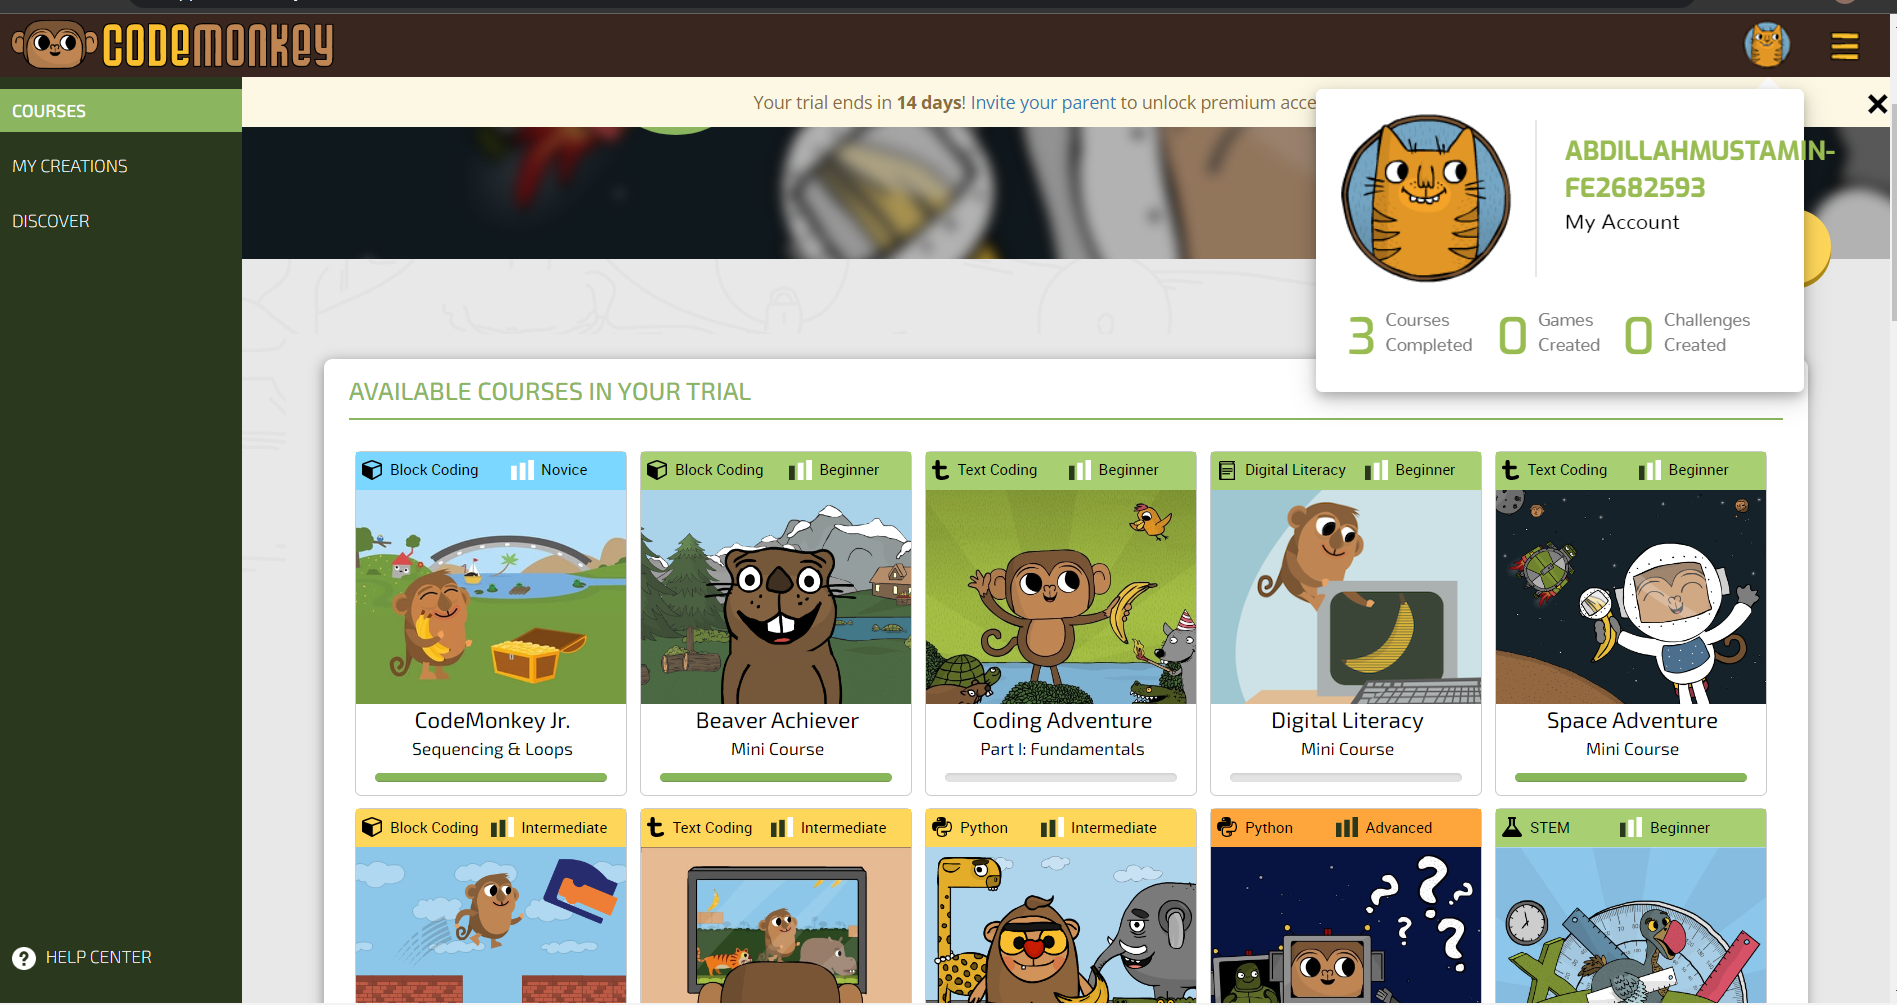 CODEMONKEY
COURSES
MY CREATIONS
DISCOVER
HELP CENTER
Your trial ends in 14 days! Invite your parent to unlock premium acce
ABDILLAHMUSTAMIN-
FE2682593
My Account
3 Courses Completed
0 Games Created
0 Challenges Created
AVAILABLE COURSES IN YOUR TRIAL
Block Coding Novice
CodeMonkey Jr.
Sequencing & Loops
Block Coding Beginner
Beaver Achiever
Mini Course
Text Coding Beginner
Coding Adventure
Part I: Fundamentals
Digital Literacy Beginner
Digital Literacy
Mini Course
Text Coding Beginner
Space Adventure
Mini Course
Block Coding Intermediate
Text Coding Intermediate
Python Intermediate
Python Advanced
STEM Beginner